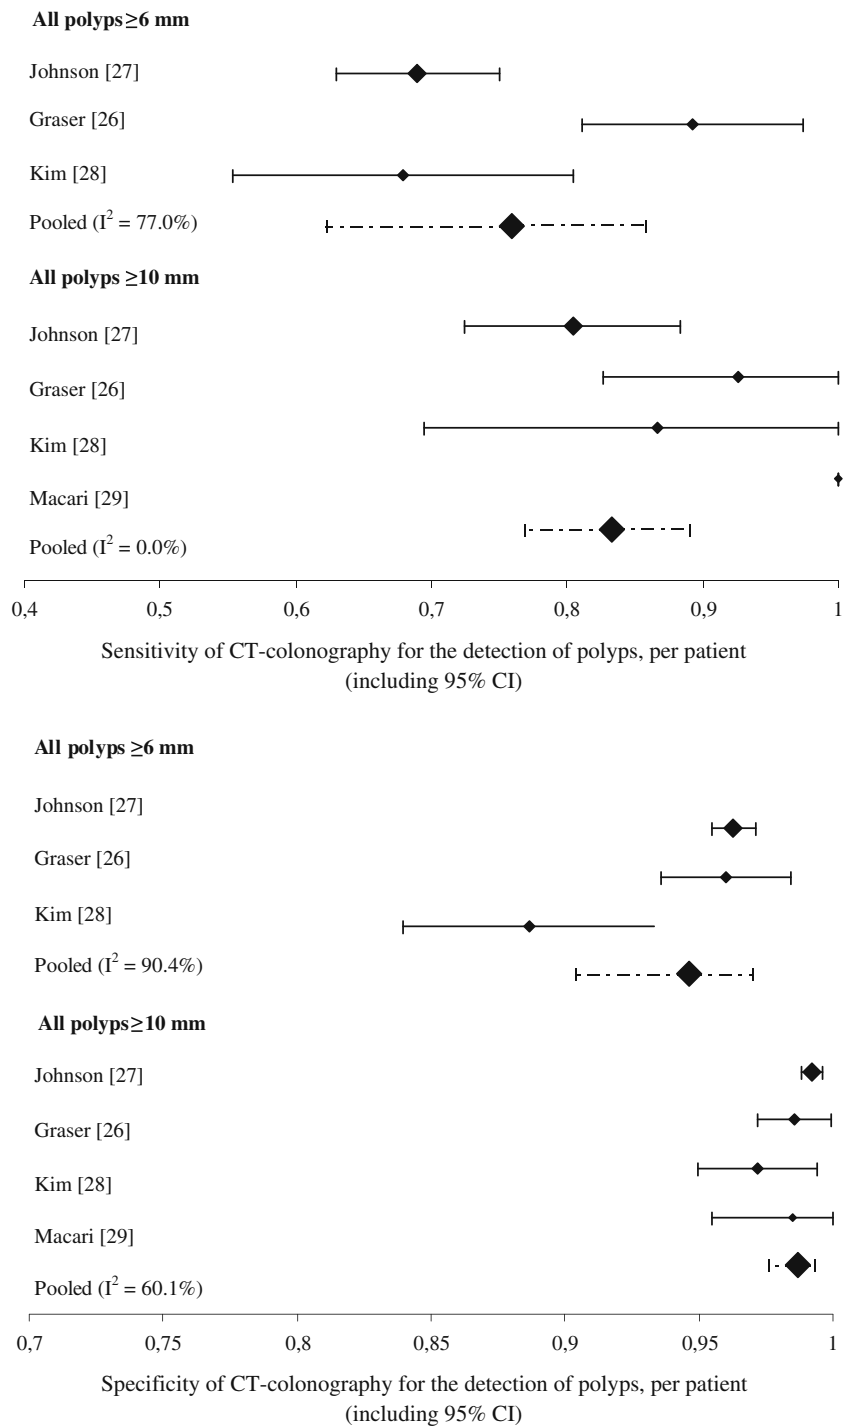 All polyps≥6 mm
Johnson [27]
Graser [26]
Kim [28]
Pooled (I² = 77.0%)
All polyps ≥10 mm
Johnson [27]
Graser [26]
Kim [28]
Macari [29]
Pooled (I² = 0.0%)
0,4 0,5 0,6 0,7 0,8 0,9 1
Sensitivity of CT-colonography for the detection of polyps, per patient
(including 95% CI)
All polyps ≥6 mm
Johnson [27]
Graser [26]
Kim [28]
Pooled (I² = 90.4%)
All polyps≥10 mm
Johnson [27]
Graser [26]
Kim [28]
Macari [29]
Pooled (I² = 60.1%)
0,7 0,75 0,8 0,85 0,9 0,95 1
Specificity of CT-colonography for the detection of polyps, per patient
(including 95% CI)